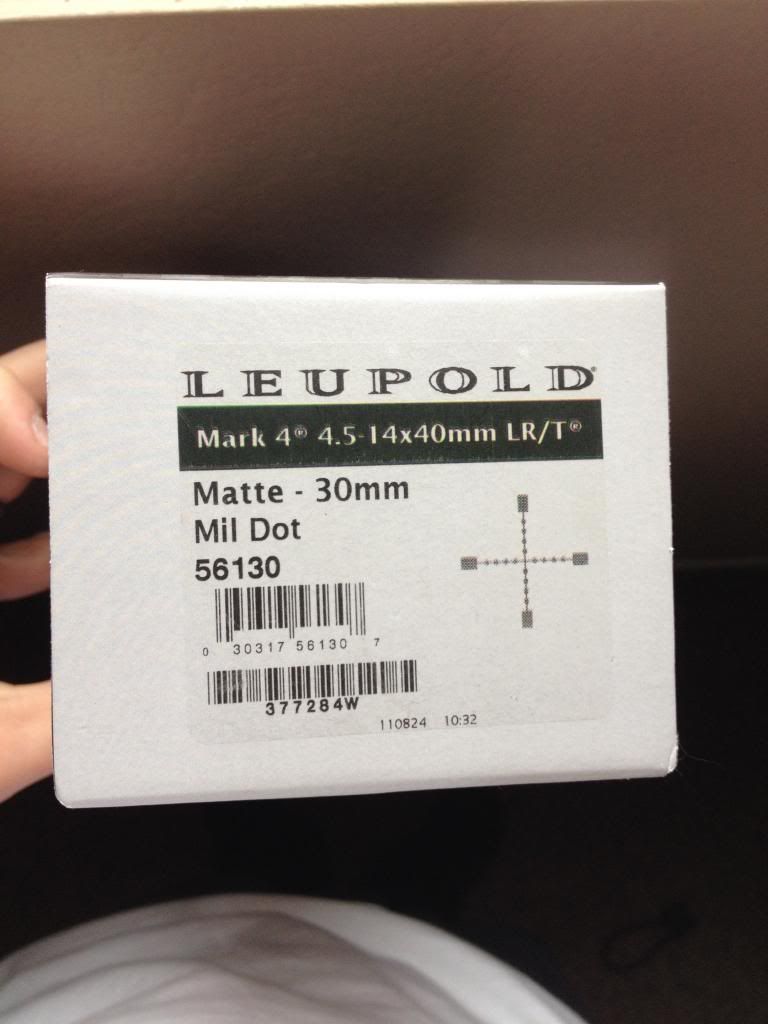 LEUPOLD®
Mark 4® 4.5-14x40mm LR/T®
Matte - 30mm
Mil Dot
56130
0 30317 56130 7
377284W
110824 10:32